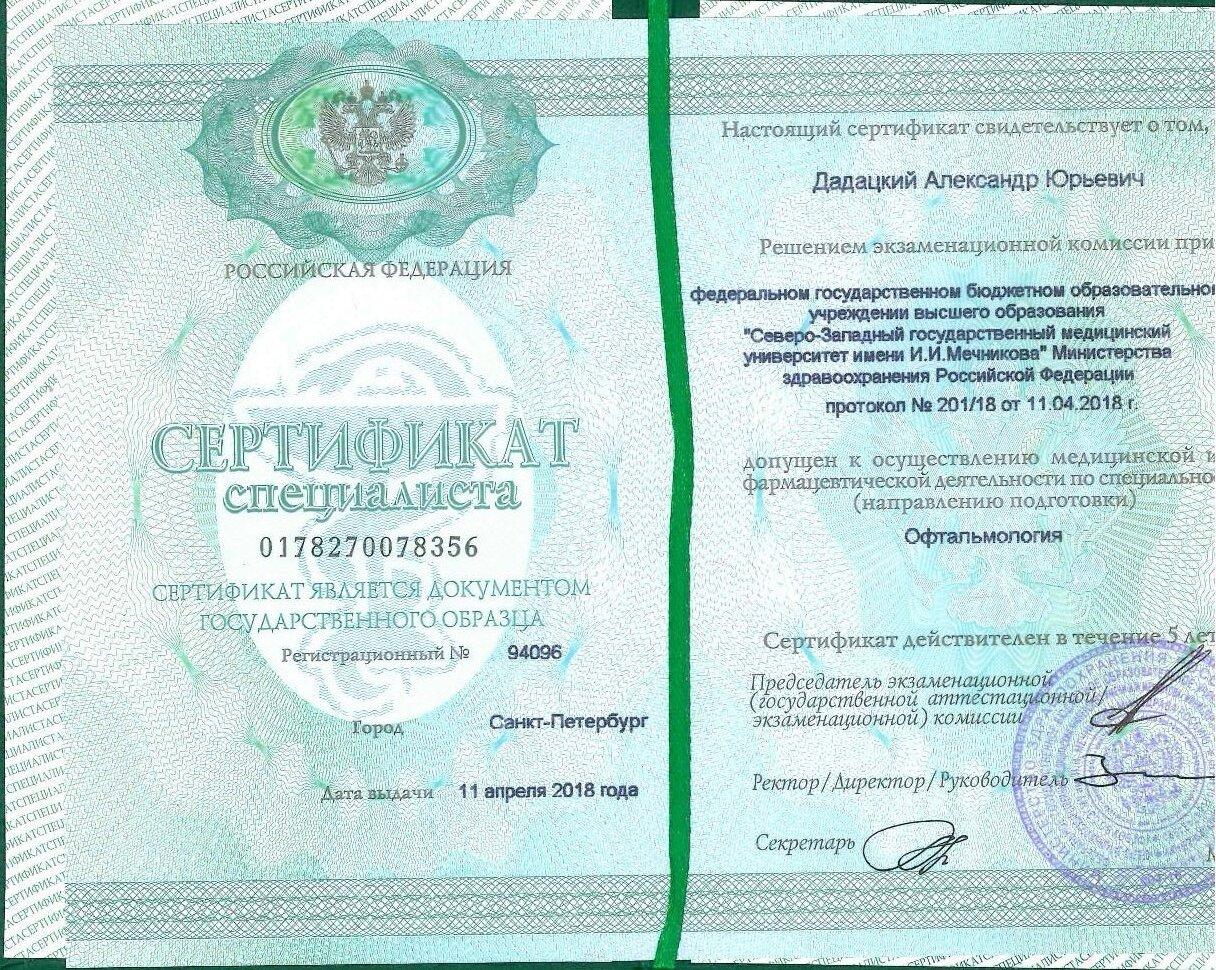 РОССИЙСКАЯ ФЕДЕРАЦИЯ
СЕРТИФИКАТ
специалиста
0178270078356
СЕРТИФИКАТ ЯВЛЯЕТСЯ ДОКУМЕНТОМ
ГОСУДАРСТВЕННОГО ОБРАЗЦА
Регистрационный № 94096
Город Санкт-Петербург
Дата выдачи 11 апреля 2018 года
Настоящий сертификат свидетельствует о том,
Дадацкий Александр Юрьевич
Решением экзаменационной комиссии при
федеральном государственном бюджетном образовательно
учреждении высшего образования
"Северо-Западный государственный медицинский
университет имени И.И.Мечникова" Министерства
здравоохранения Российской Федерации
протокол № 201/18 от 11.04.2018 г.
допущен к осуществлению медицинской и
фармацевтической деятельности по специально
(направлению подготовки)
Офтальмология
Сертификат действителен в течение 5 лет
Председатель экзаменационной
(государственной аттестационной/
экзаменационной) комиссии
Ректор/Директор/Руководитель
Секретарь